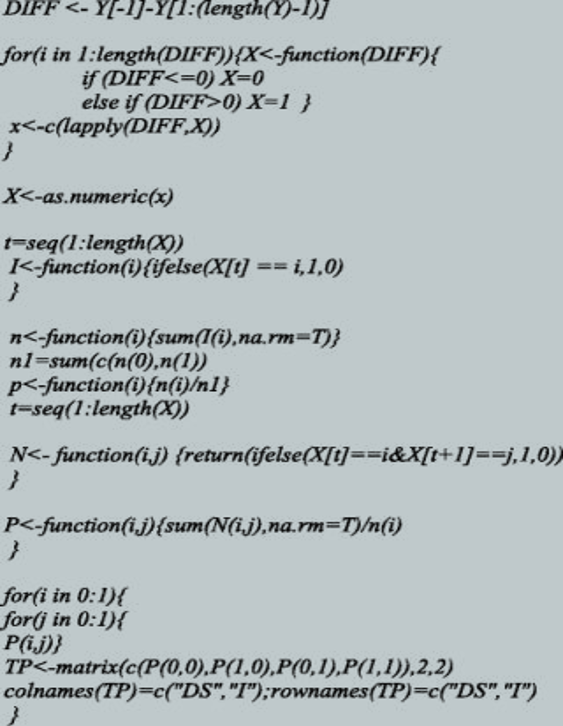 DIFF <- Y[-1]-Y[1:(length(Y)-1)]
for(i in 1:length(DIFF)){X<-function(DIFF){
if (DIFF<=0) X=0
else if (DIFF>0) X=1 }
x<-c(lapply(DIFF,X))
}
X<-as.numeric(x)
t=seq(1:length(X))
I<-function(i){ifelse(X[t] == i,1,0)
}
n<-function(i){sum(I(i),na.rm=T)}
n1=sum(c(n(0),n(1))
p<-function(i){n(i)/n1}
t=seq(1:length(X))
N<- function(i,j) {return(ifelse(X[t]==i&X[t+1]==j,1,0))
}
P<-function(i,j){sum(N(i,j),na.rm=T)/n(i)
}
for(i in 0:1){
for(j in 0:1){
P(i,j)}
TP<-matrix(c(P(0,0),P(1,0),P(0,1),P(1,1)),2,2)
colnames(TP)=c("DS","I");rownames(TP)=c("DS","I")
}